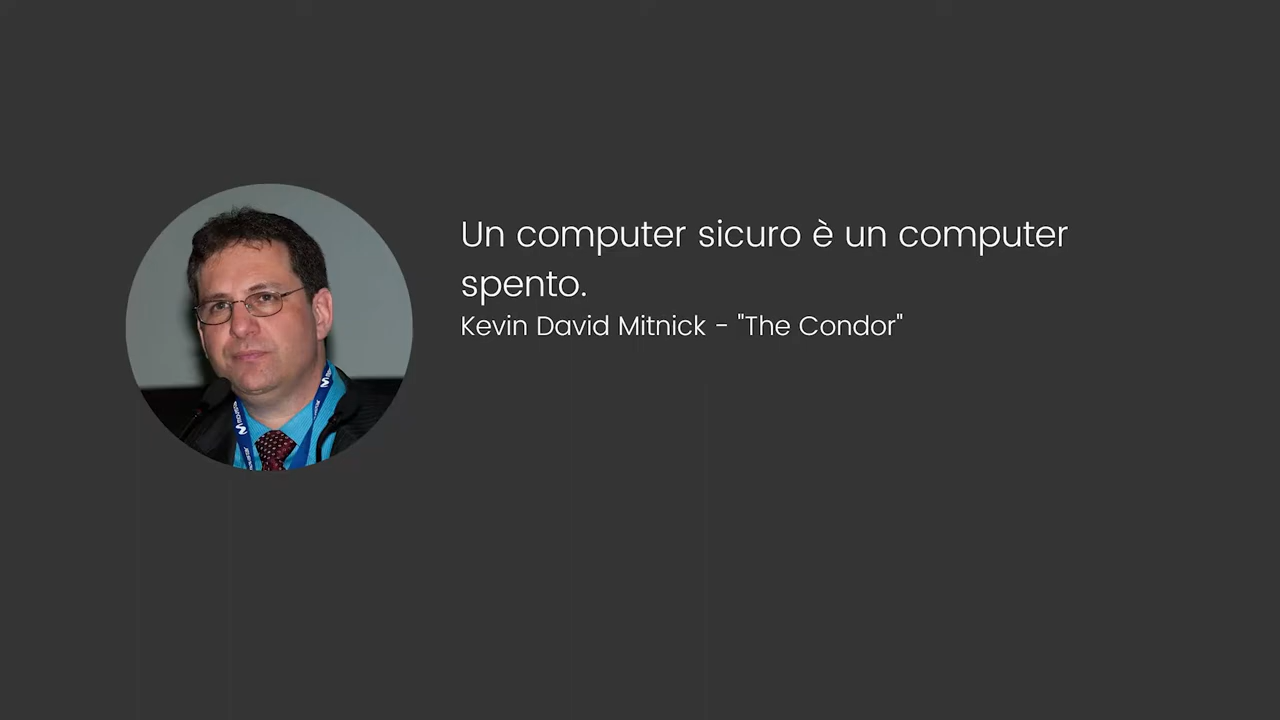 Un computer sicuro è un computer
spento.
Kevin David Mitnick - "The Condor"